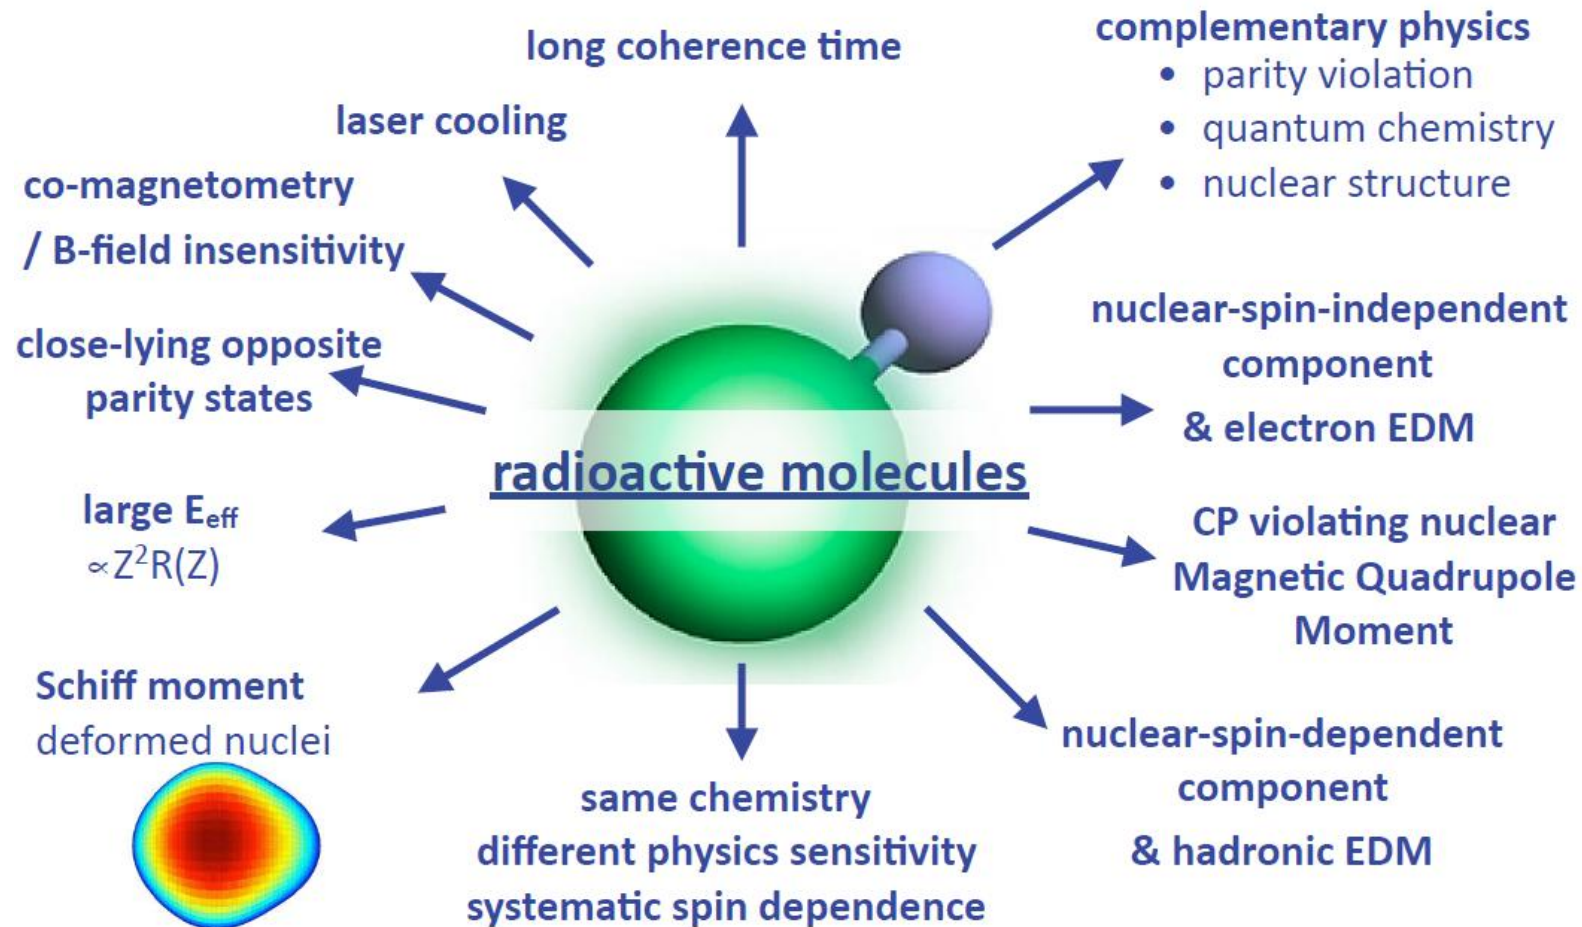 long coherence time
complementary physics
• parity violation
• quantum chemistry
• nuclear structure
laser cooling
co-magnetometry
/ B-field insensitivity
close-lying opposite
parity states
nuclear-spin-independent
component
& electron EDM
radioactive molecules
large E_eff
∝Z²R(Z)
CP violating nuclear
Magnetic Quadrupole
Moment
Schiff moment
deformed nuclei
same chemistry
different physics sensitivity
systematic spin dependence
nuclear-spin-dependent
component
& hadronic EDM